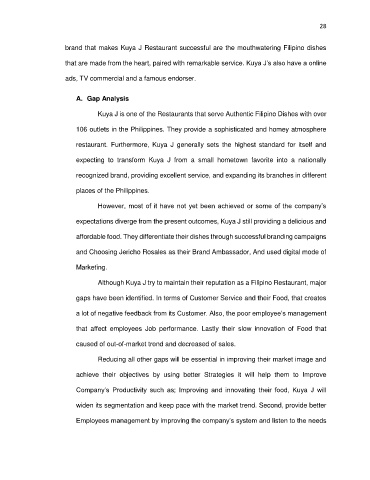 28
brand that makes Kuya J Restaurant successful are the mouthwatering Filipino dishes
that are made from the heart, paired with remarkable service. Kuya J's also have a online
ads, TV commercial and a famous endorser.
A. Gap Analysis
Kuya J is one of the Restaurants that serve Authentic Filipino Dishes with over
106 outlets in the Philippines. They provide a sophisticated and homey atmosphere
restaurant. Furthermore, Kuya J generally sets the highest standard for itself and
expecting to transform Kuya J from a small hometown favorite into a nationally
recognized brand, providing excellent service, and expanding its branches in different
places of the Philippines.
However, most of it have not yet been achieved or some of the company's
expectations diverge from the present outcomes, Kuya J still providing a delicious and
affordable food. They differentiate their dishes through successful branding campaigns
and Choosing Jericho Rosales as their Brand Ambassador, And used digital mode of
Marketing.
Although Kuya J try to maintain their reputation as a Filipino Restaurant, major
gaps have been identified. In terms of Customer Service and their Food, that creates
a lot of negative feedback from its Customer. Also, the poor employee's management
that affect employees Job performance. Lastly their slow innovation of Food that
caused of out-of-market trend and decreased of sales.
Reducing all other gaps will be essential in improving their market image and
achieve their objectives by using better Strategies it will help them to Improve
Company's Productivity such as; Improving and innovating their food, Kuya J will
widen its segmentation and keep pace with the market trend. Second, provide better
Employees management by improving the company's system and listen to the needs